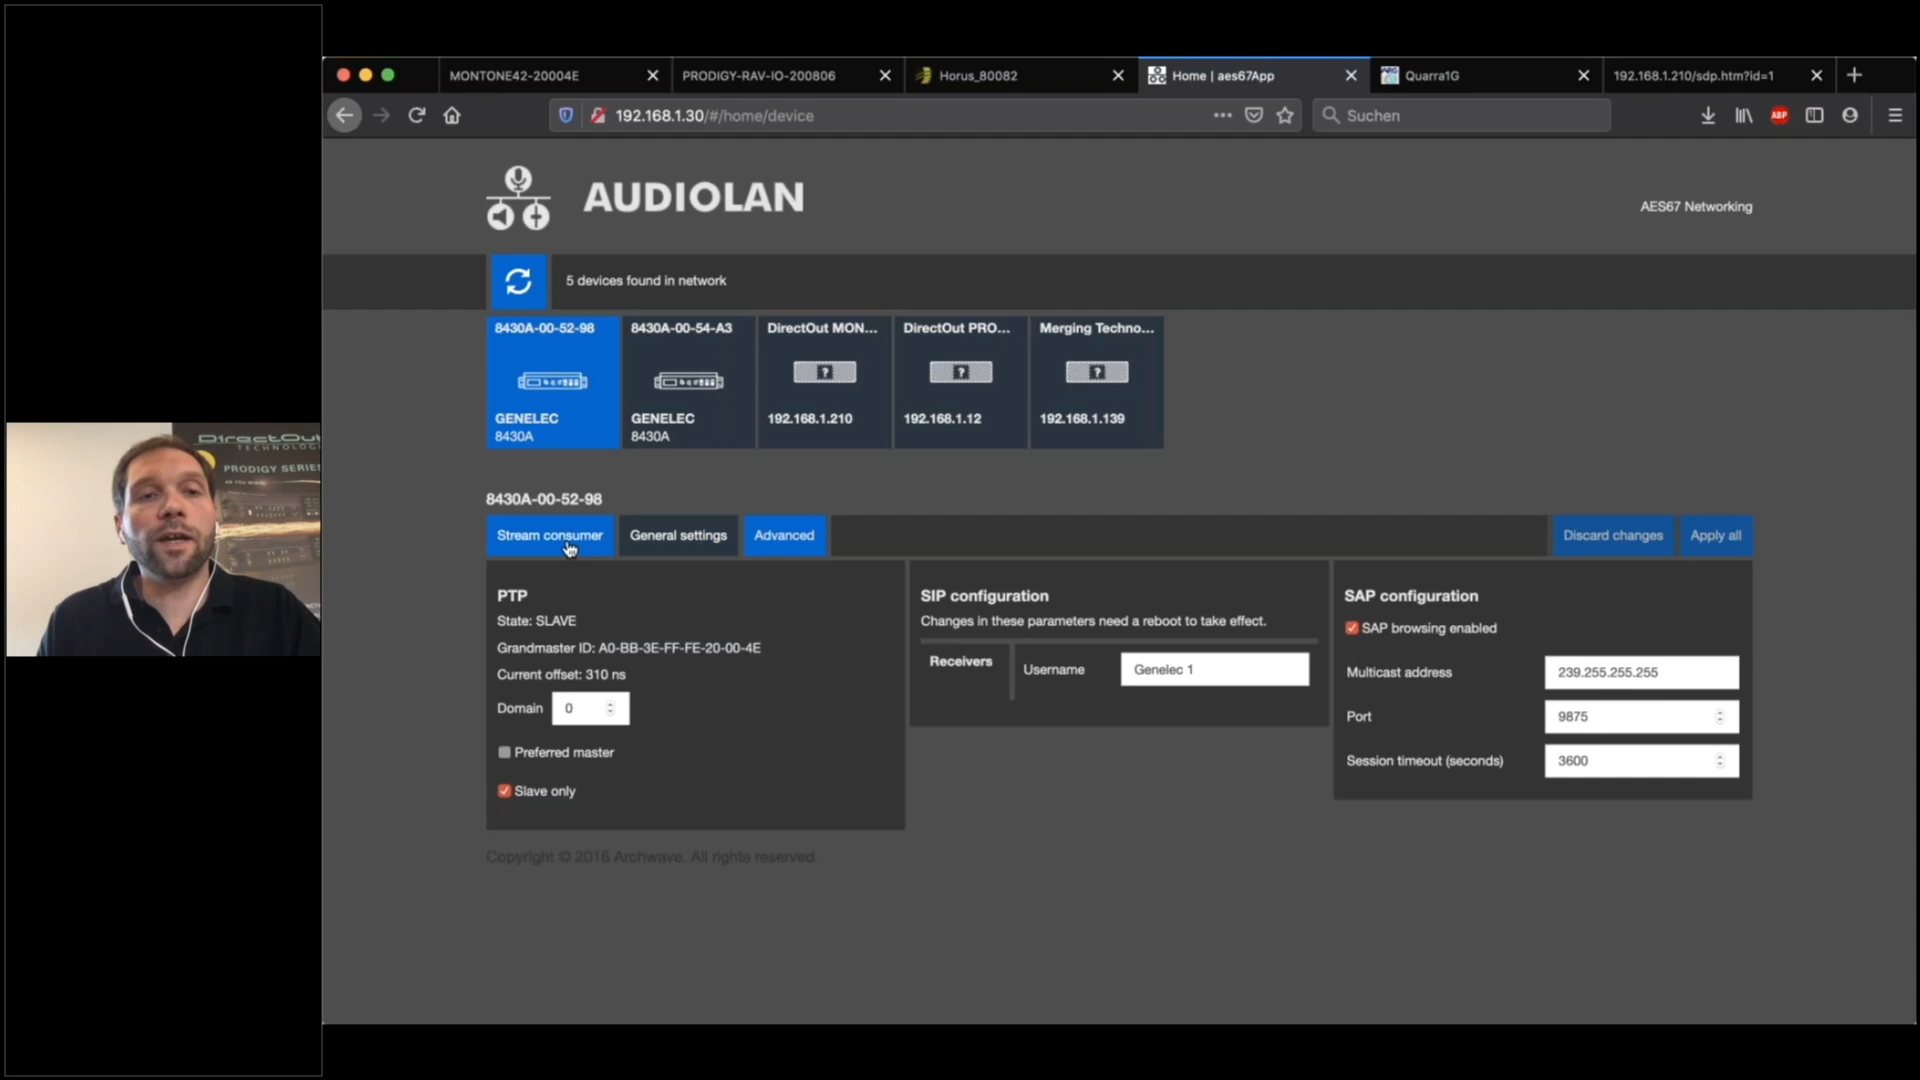 MONTONE42-20004E
PRODIGY-RAV-IO-200806
Horus_80082
Home | aes67App
Quarra1G
192.168.1.210/sdp.htm?id=1
192.168.1.30/#/home/device
Suchen
ABP
AUDIOLAN
AES67 Networking
5 devices found in network
8430A-00-52-98
GENELEC
8430A
8430A-00-54-A3
GENELEC
8430A
DirectOut MON...
?
192.168.1.210
DirectOut PRO...
?
192.168.1.12
Merging Techno...
?
192.168.1.139
8430A-00-52-98
Stream consumer
General settings
Advanced
Discard changes
Apply all
PTP
State: SLAVE
Grandmaster ID: A0-BB-3E-FF-FE-20-00-4E
Current offset: 310 ns
Domain 0
Preferred master
Slave only
SIP configuration
Changes in these parameters need a reboot to take effect.
Receivers
Username
Genelec 1
SAP configuration
SAP browsing enabled
Multicast address 239.255.255.255
Port 9875
Session timeout (seconds) 3600
Copyright © 2016 Archwave. All rights reserved.
DirectOut
TECHNOLOGIES
PRODIGY SERIES